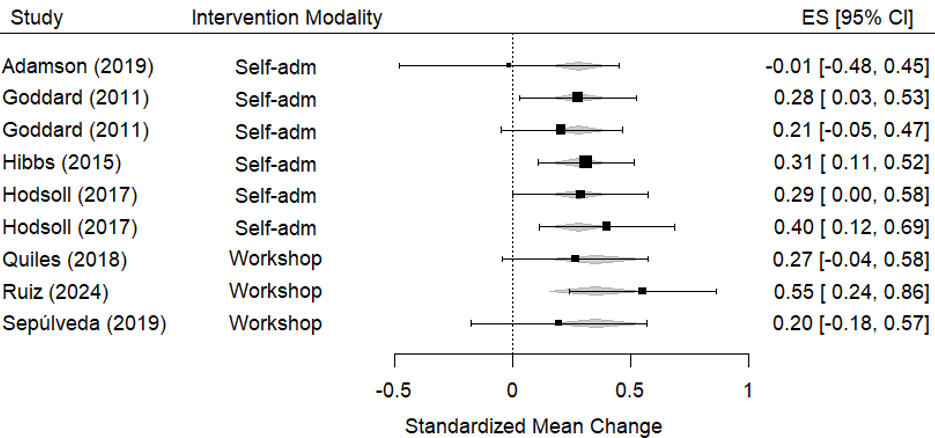 Study Intervention Modality ES [95% CI]
Adamson (2019) Self-adm -0.01 [-0.48, 0.45]
Goddard (2011) Self-adm 0.28 [ 0.03, 0.53]
Goddard (2011) Self-adm 0.21 [-0.05, 0.47]
Hibbs (2015) Self-adm 0.31 [ 0.11, 0.52]
Hodsoll (2017) Self-adm 0.29 [ 0.00, 0.58]
Hodsoll (2017) Self-adm 0.40 [ 0.12, 0.69]
Quiles (2018) Workshop 0.27 [-0.04, 0.58]
Ruiz (2024) Workshop 0.55 [ 0.24, 0.86]
Sepúlveda (2019) Workshop 0.20 [-0.18, 0.57]
-0.5 0 0.5 1
Standardized Mean Change